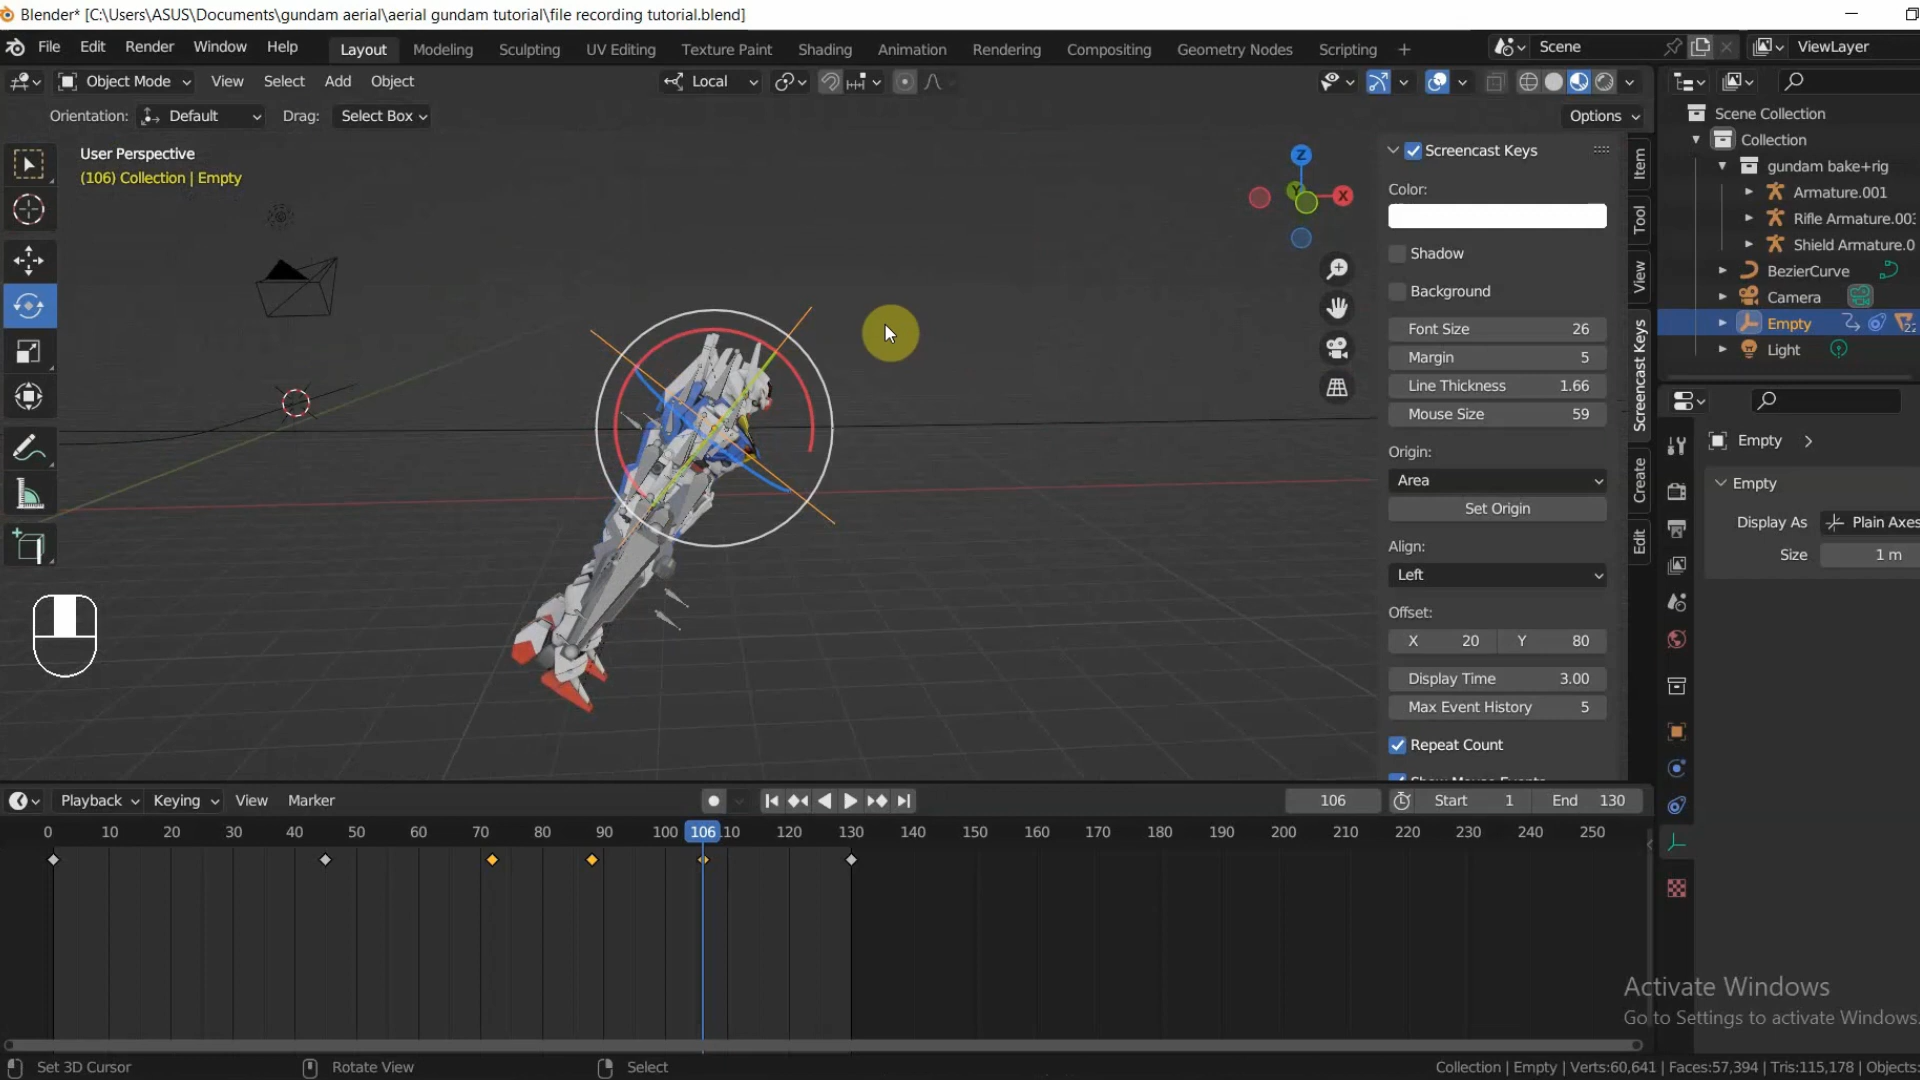 Blender* [C:\Users\ASUS\Documents\gundam aerial\aerial gundam tutorial\file recording tutorial.blend]
File Edit Render Window Help Layout Modeling Sculpting UV Editing Texture Paint Shading Animation Rendering Compositing Geometry Nodes Scripting + Scene ViewLayer
Object Mode View Select Add Object Local
Orientation: Default Drag: Select Box Options
User Perspective
(106) Collection | Empty
Z
Y
X
Screencast Keys
Color:
Shadow
Background
Font Size 26
Margin 5
Line Thickness 1.66
Mouse Size 59
Origin:
Area
Set Origin
Align:
Left
Offset:
X 20 Y 80
Display Time 3.00
Max Event History 5
Repeat Count
Item
Tool
View
Screencast Keys
Create
Edit
Scene Collection
Collection
gundam bake+rig
Armature.001
Rifle Armature.00
Shield Armature.0
BezierCurve
Camera
Empty
Light
Empty
Empty
Display As Plain Axes
Size 1 m
Playback Keying View Marker 106 Start 1 End 130
0 10 20 30 40 50 60 70 80 90 100 106 10 120 130 140 150 160 170 180 190 200 210 220 230 240 250
Activate Windows
Go to Settings to activate Windows.
Set 3D Cursor Rotate View Select Collection | Empty | Verts:60,641 | Faces:57,394 | Tris:115,178 | Objects: